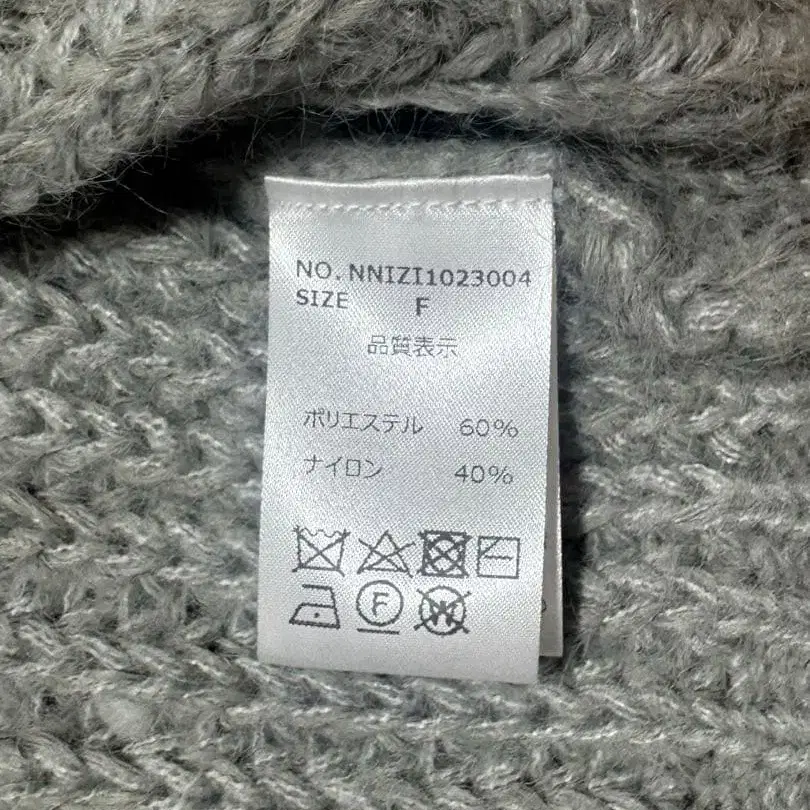 NO. NNIZI1023004
SIZE F
品質表示
ポリエステル 60%
ナイロン 40%
F W